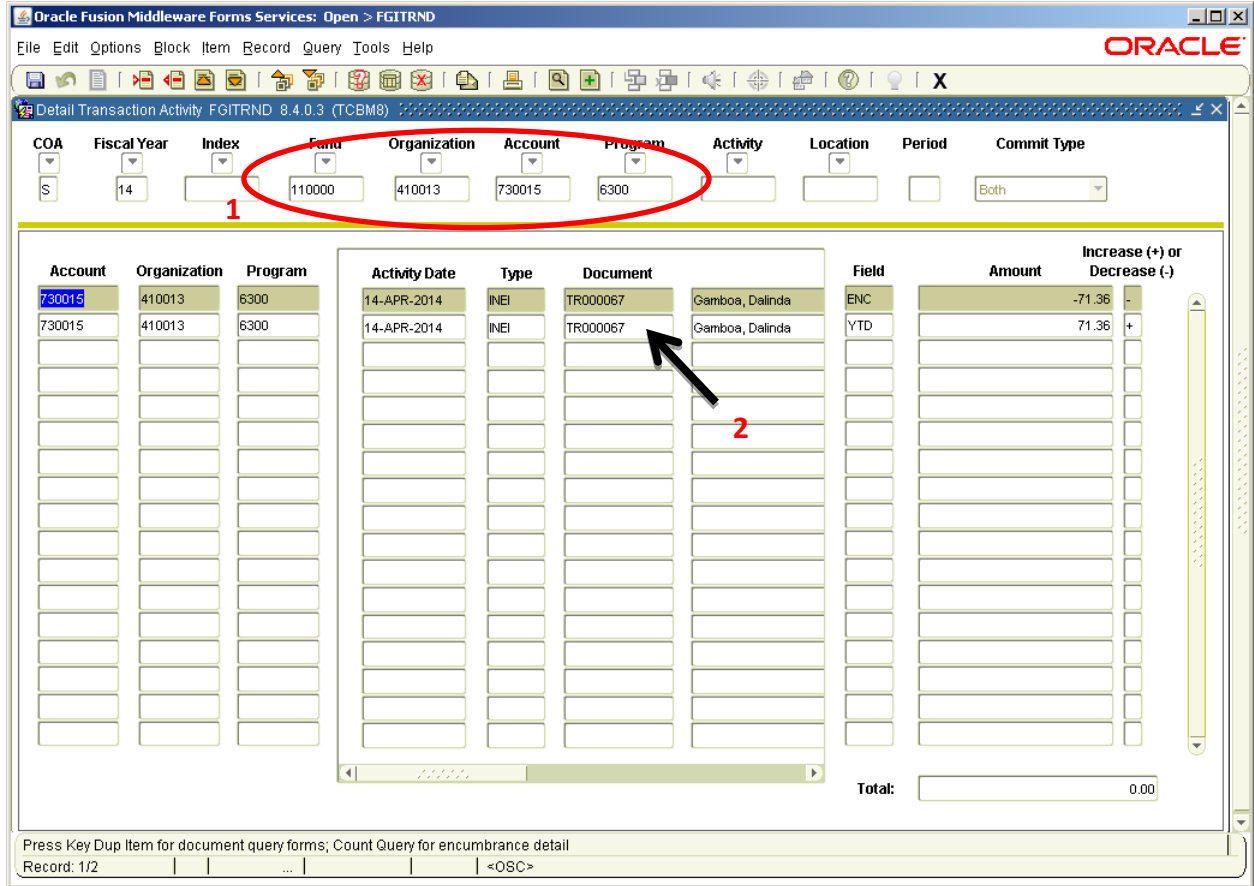 Oracle Fusion Middleware Forms Services: Open > FGITRND
File Edit Options Block Item Record Query Tools Help
ORACLE
X
Detail Transaction Activity FGITRND 8.4.0.3 (TCBM8)
COA Fiscal Year Index Fund Organization Account Program Activity Location Period Commit Type
S 14 110000 410013 730015 6300 Both
1
Increase (+) or
Account Organization Program Activity Date Type Document Field Amount Decrease (-)
730015 410013 6300 14-APR-2014 INEI TR000067 Gamboa, Dalinda ENC -71.36 -
730015 410013 6300 14-APR-2014 INEI TR000067 Gamboa, Dalinda YTD 71.36 +
2
Total: 0.00
Press Key Dup Item for document query forms; Count Query for encumbrance detail
Record: 1/2 ... <OSC>